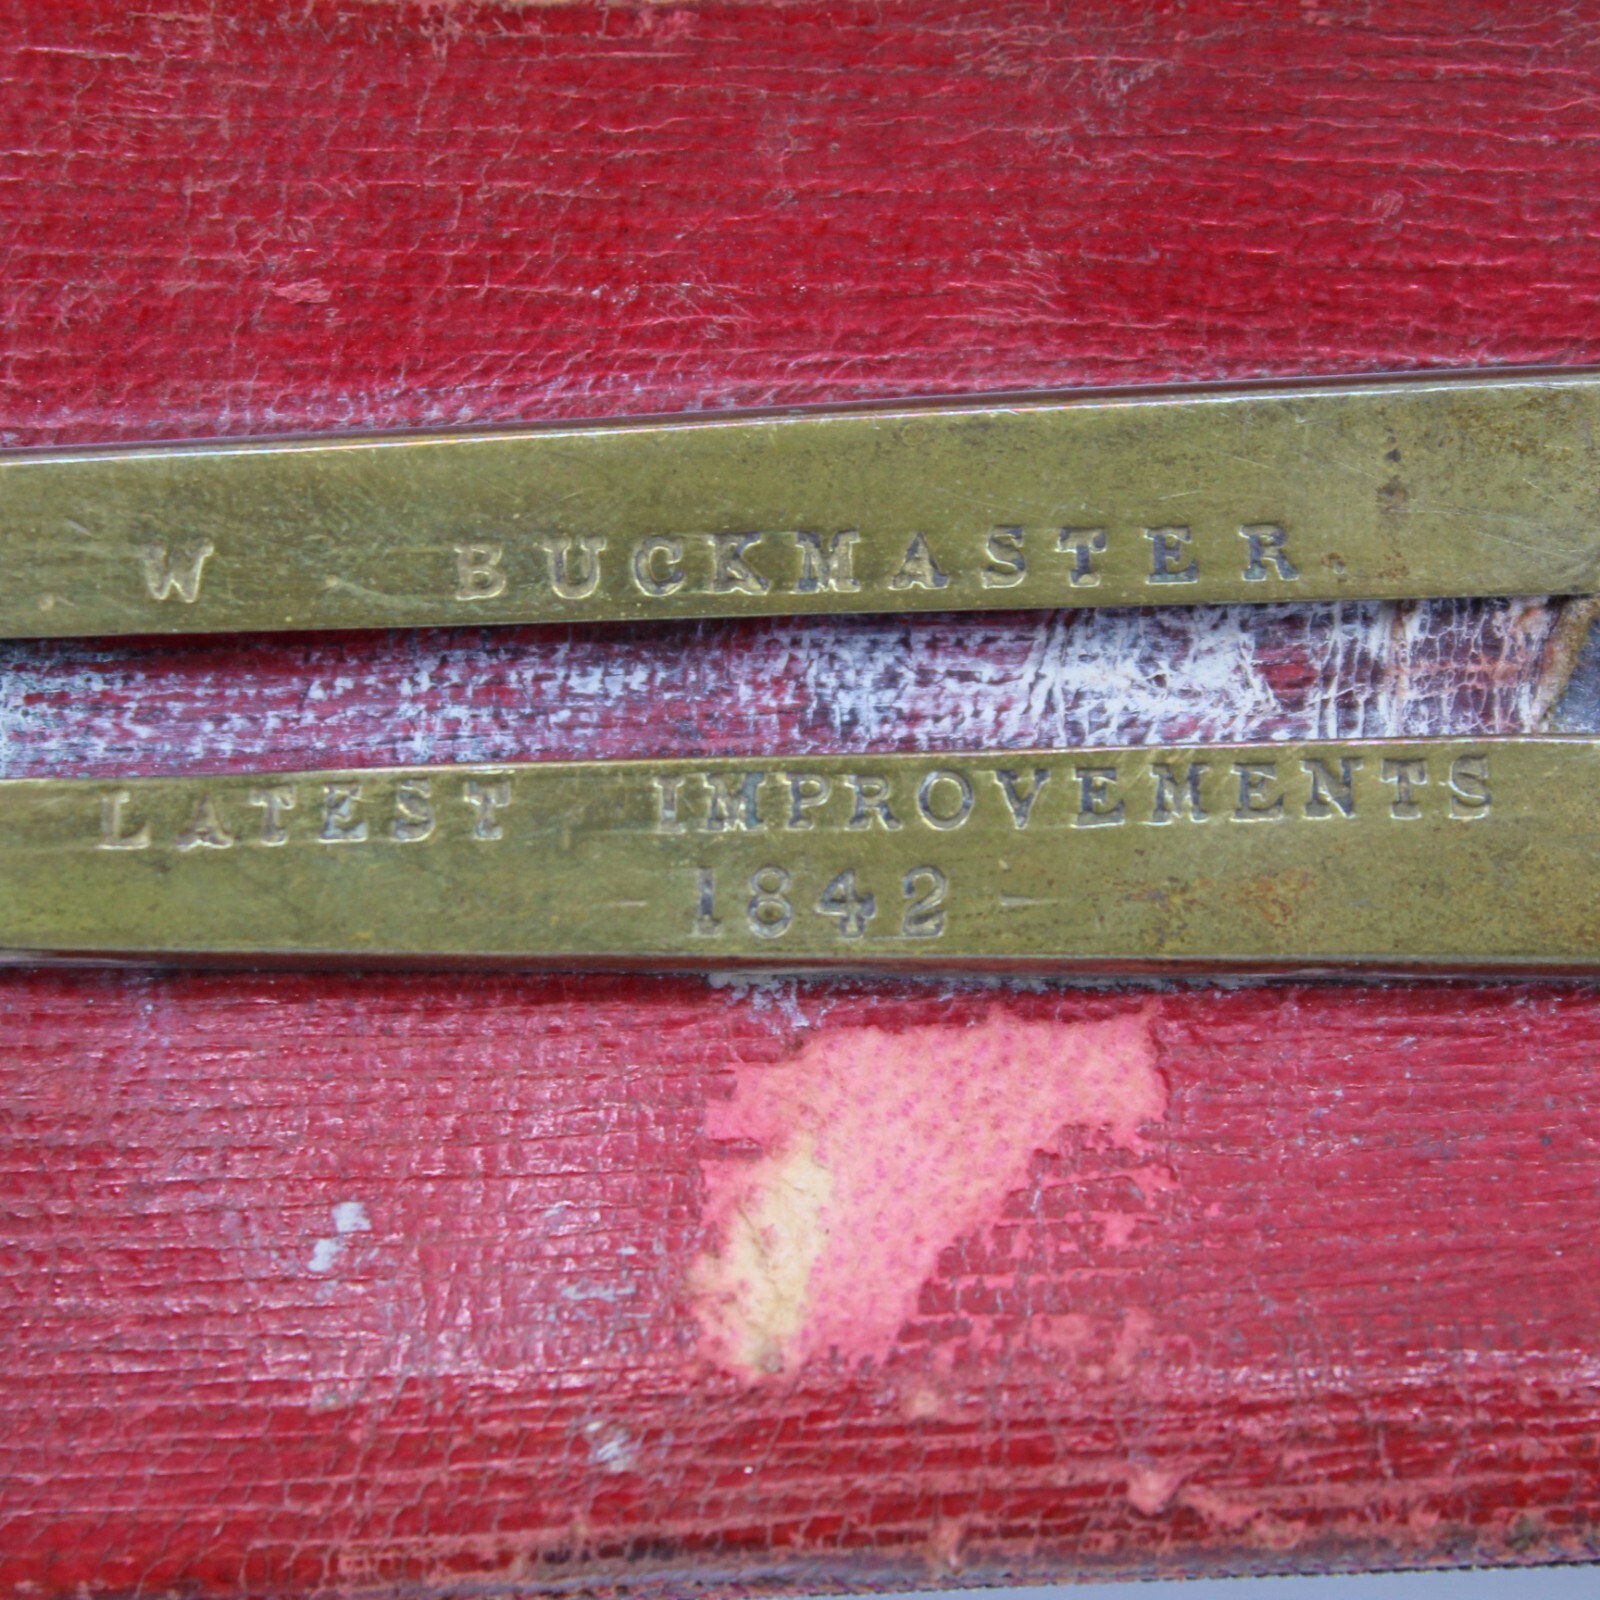 W BUCKMASTER
LATEST IMPROVEMENTS
- 1842 -